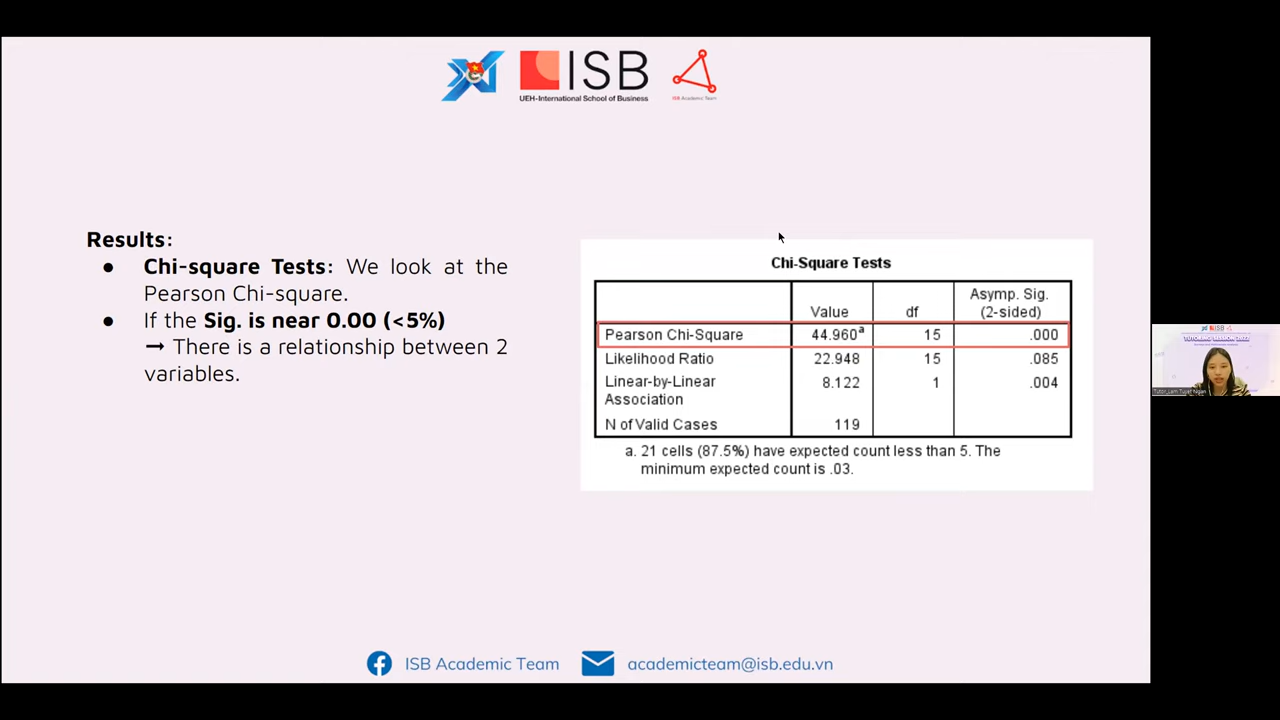 ISB
UEH-International School of Business
ISB Academic Team
Results:
● Chi-square Tests: We look at the
Pearson Chi-square.
● If the Sig. is near 0.00 (<5%)
→ There is a relationship between 2
variables.
Chi-Square Tests
Value df Asymp. Sig. (2-sided)
Pearson Chi-Square 44.960a 15 .000
Likelihood Ratio 22.948 15 .085
Linear-by-Linear Association 8.122 1 .004
N of Valid Cases 119
a. 21 cells (87.5%) have expected count less than 5. The
minimum expected count is .03.
ISB Academic Team academicteam@isb.edu.vn
ISB